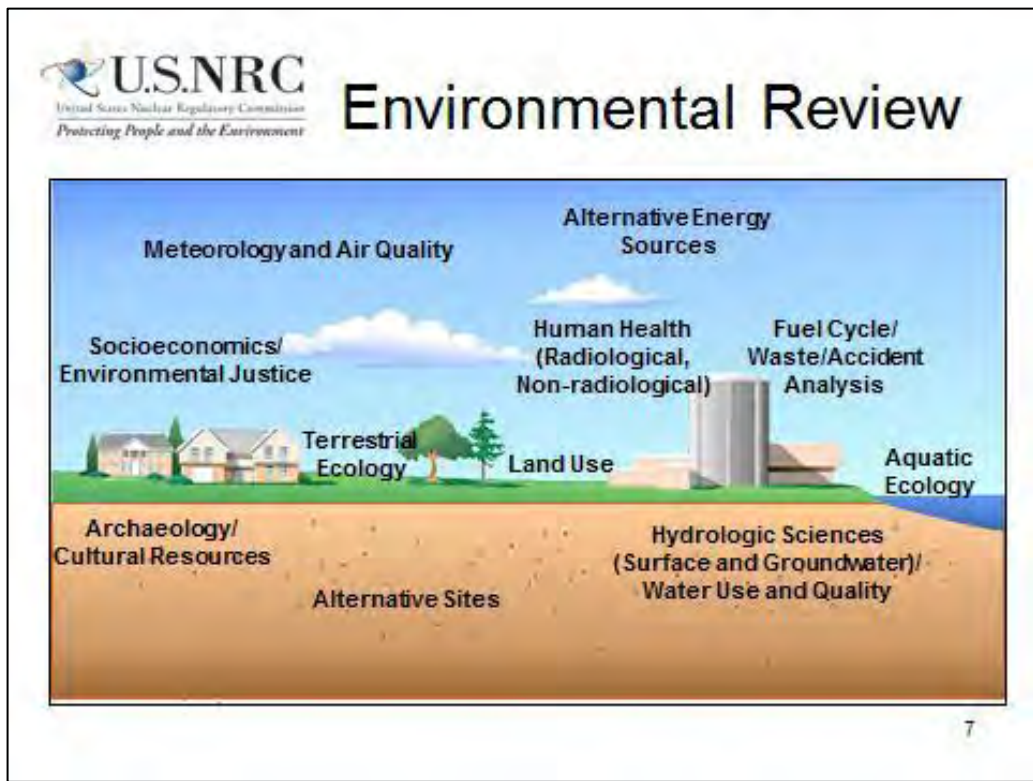 U.S.NRC
United States Nuclear Regulatory Commission
Protecting People and the Environment
Environmental Review
Meteorology and Air Quality
Alternative Energy
Sources
Socioeconomics/
Environmental Justice
Human Health
(Radiological,
Non-radiological)
Fuel Cycle/
Waste/Accident
Analysis
Terrestrial
Ecology
Land Use
Aquatic
Ecology
Archaeology/
Cultural Resources
Alternative Sites
Hydrologic Sciences
(Surface and Groundwater)/
Water Use and Quality
7